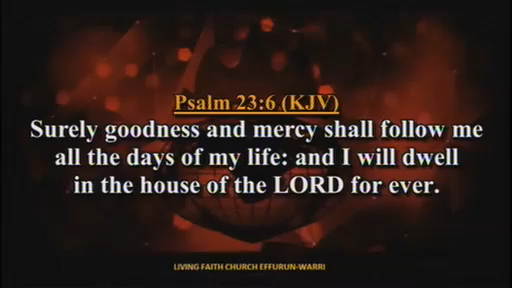 Psalm 23:6 (KJV)
Surely goodness and mercy shall follow me
all the days of my life: and I will dwell
in the house of the LORD for ever.
LIVING FAITH CHURCH EFFURUN-WARRI